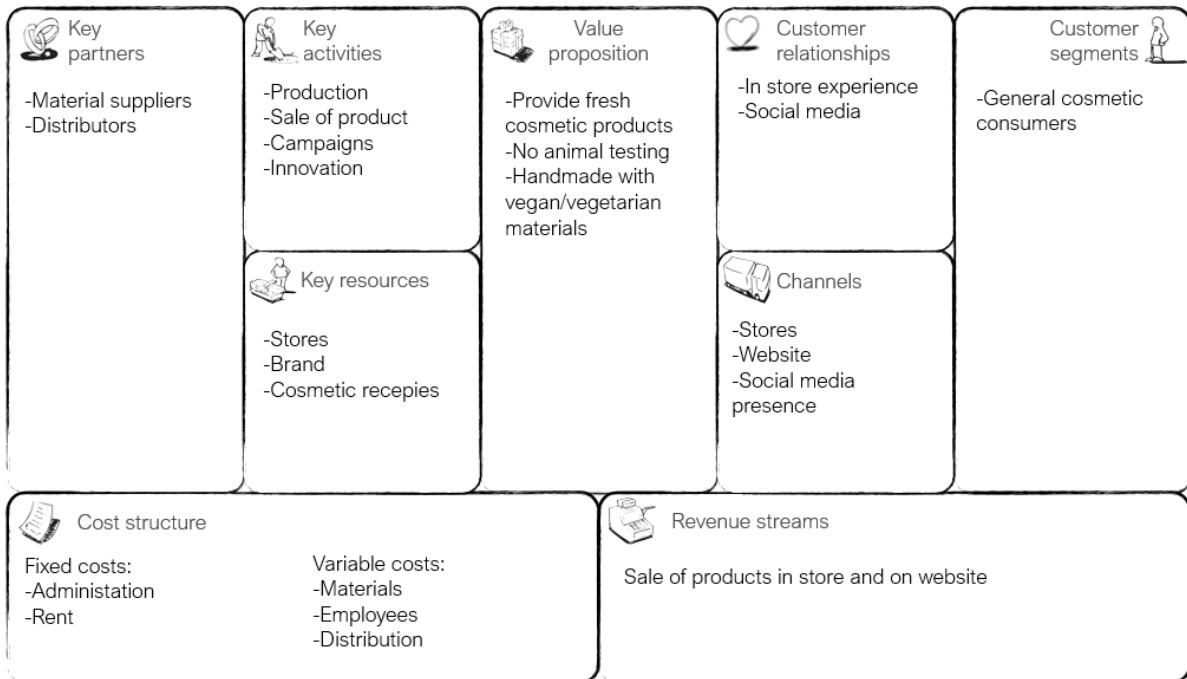 Key
partners
-Material suppliers
-Distributors
Key
activities
-Production
-Sale of product
-Campaigns
-Innovation
Key resources
-Stores
-Brand
-Cosmetic recepies
Value
proposition
-Provide fresh
cosmetic products
-No animal testing
-Handmade with
vegan/vegetarian
materials
Customer
relationships
-In store experience
-Social media
Channels
-Stores
-Website
-Social media
presence
Customer
segments
-General cosmetic
consumers
Cost structure
Fixed costs:
-Administation
-Rent
Variable costs:
-Materials
-Employees
-Distribution
Revenue streams
Sale of products in store and on website